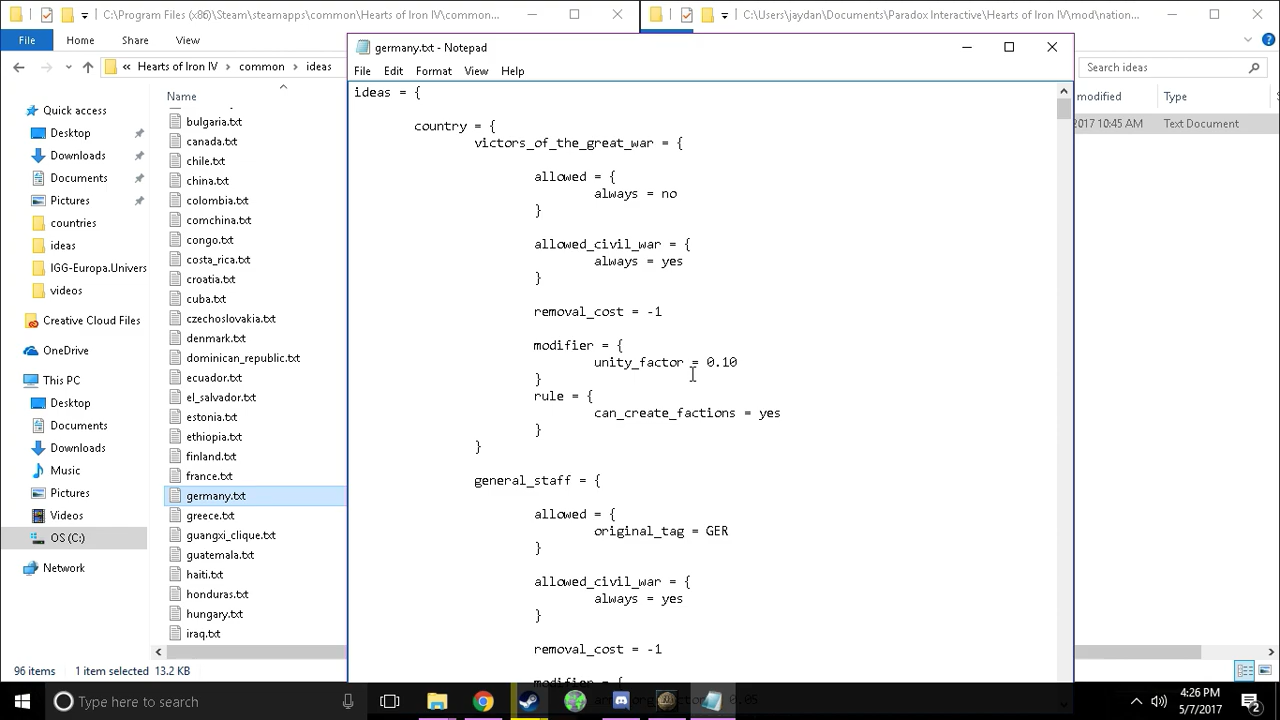 C:\Program Files (x86)\Steam\steamapps\common\Hearts of Iron IV\common...
C:\Users\jaydan\Documents\Paradox Interactive\Hearts of Iron IV\mod\nation...
File Home Share View
germany.txt - Notepad
File Edit Format View Help
« Hearts of Iron IV > common > ideas
Search ideas
Name
modified Type
2017 10:45 AM Text Document
Quick access
Desktop
Downloads
Documents
Pictures
countries
ideas
IGG-Europa.Univers
videos
Creative Cloud Files
OneDrive
This PC
Desktop
Documents
Downloads
Music
Pictures
Videos
OS (C:)
Network
bulgaria.txt
canada.txt
chile.txt
china.txt
colombia.txt
comchina.txt
congo.txt
costa_rica.txt
croatia.txt
cuba.txt
czechoslovakia.txt
denmark.txt
dominican_republic.txt
ecuador.txt
el_salvador.txt
estonia.txt
ethiopia.txt
finland.txt
france.txt
germany.txt
greece.txt
guangxi_clique.txt
guatemala.txt
haiti.txt
honduras.txt
hungary.txt
iraq.txt
ideas = {
country = {
victors_of_the_great_war = {
allowed = {
always = no
}
allowed_civil_war = {
always = yes
}
removal_cost = -1
modifier = {
unity_factor = 0.10
}
rule = {
can_create_factions = yes
}
}
general_staff = {
allowed = {
original_tag = GER
}
allowed_civil_war = {
always = yes
}
removal_cost = -1
modifier = {
96 items 1 item selected 13.2 KB
Type here to search
0.05
4:26 PM
5/7/2017
2